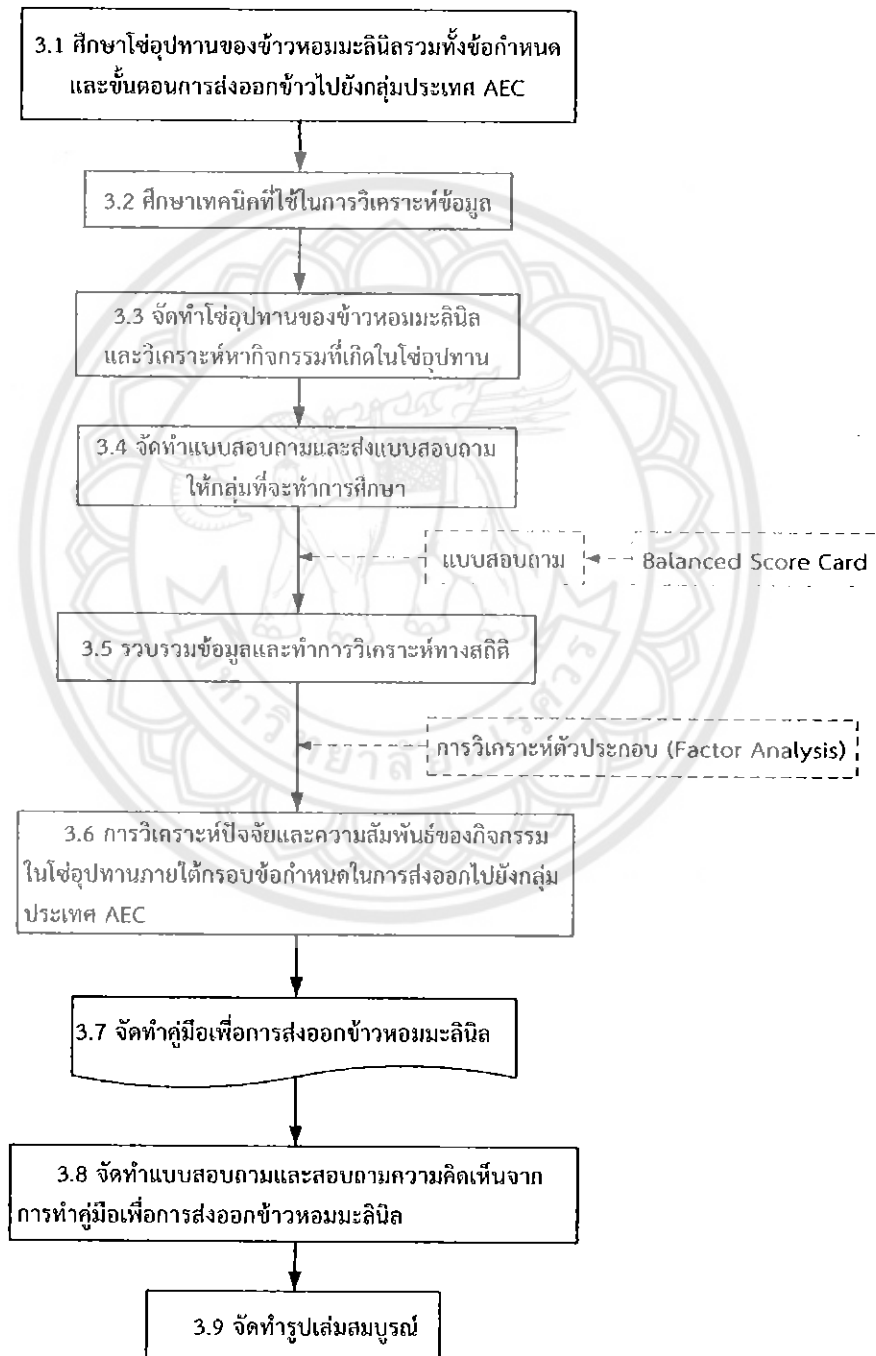 3.1 ศึกษาโซ่อุปทานของข้าวหอมมะลินิลรวมทั้งข้อกำหนด
และขั้นตอนการส่งออกข้าวไปยังกลุ่มประเทศ AEC
3.2 ศึกษาเทคนิคที่ใช้ในการวิเคราะห์ข้อมูล
3.3 จัดทำโซ่อุปทานของข้าวหอมมะลินิล
และวิเคราะห์หากิจกรรมที่เกิดในโซ่อุปทาน
3.4 จัดทำแบบสอบถามและส่งแบบสอบถาม
ให้กลุ่มที่จะทำการศึกษา
แบบสอบถาม
Balanced Score Card
3.5 รวบรวมข้อมูลและทำการวิเคราะห์ทางสถิติ
การวิเคราะห์ตัวประกอบ (Factor Analysis)
3.6 การวิเคราะห์ปัจจัยและความสัมพันธ์ของกิจกรรม
ในโซ่อุปทานภายใต้กรอบข้อกำหนดในการส่งออกไปยังกลุ่ม
ประเทศ AEC
3.7 จัดทำคู่มือเพื่อการส่งออกข้าวหอมมะลินิล
3.8 จัดทำแบบสอบถามและสอบถามความคิดเห็นจาก
การทำคู่มือเพื่อการส่งออกข้าวหอมมะลินิล
3.9 จัดทำรูปเล่มสมบูรณ์